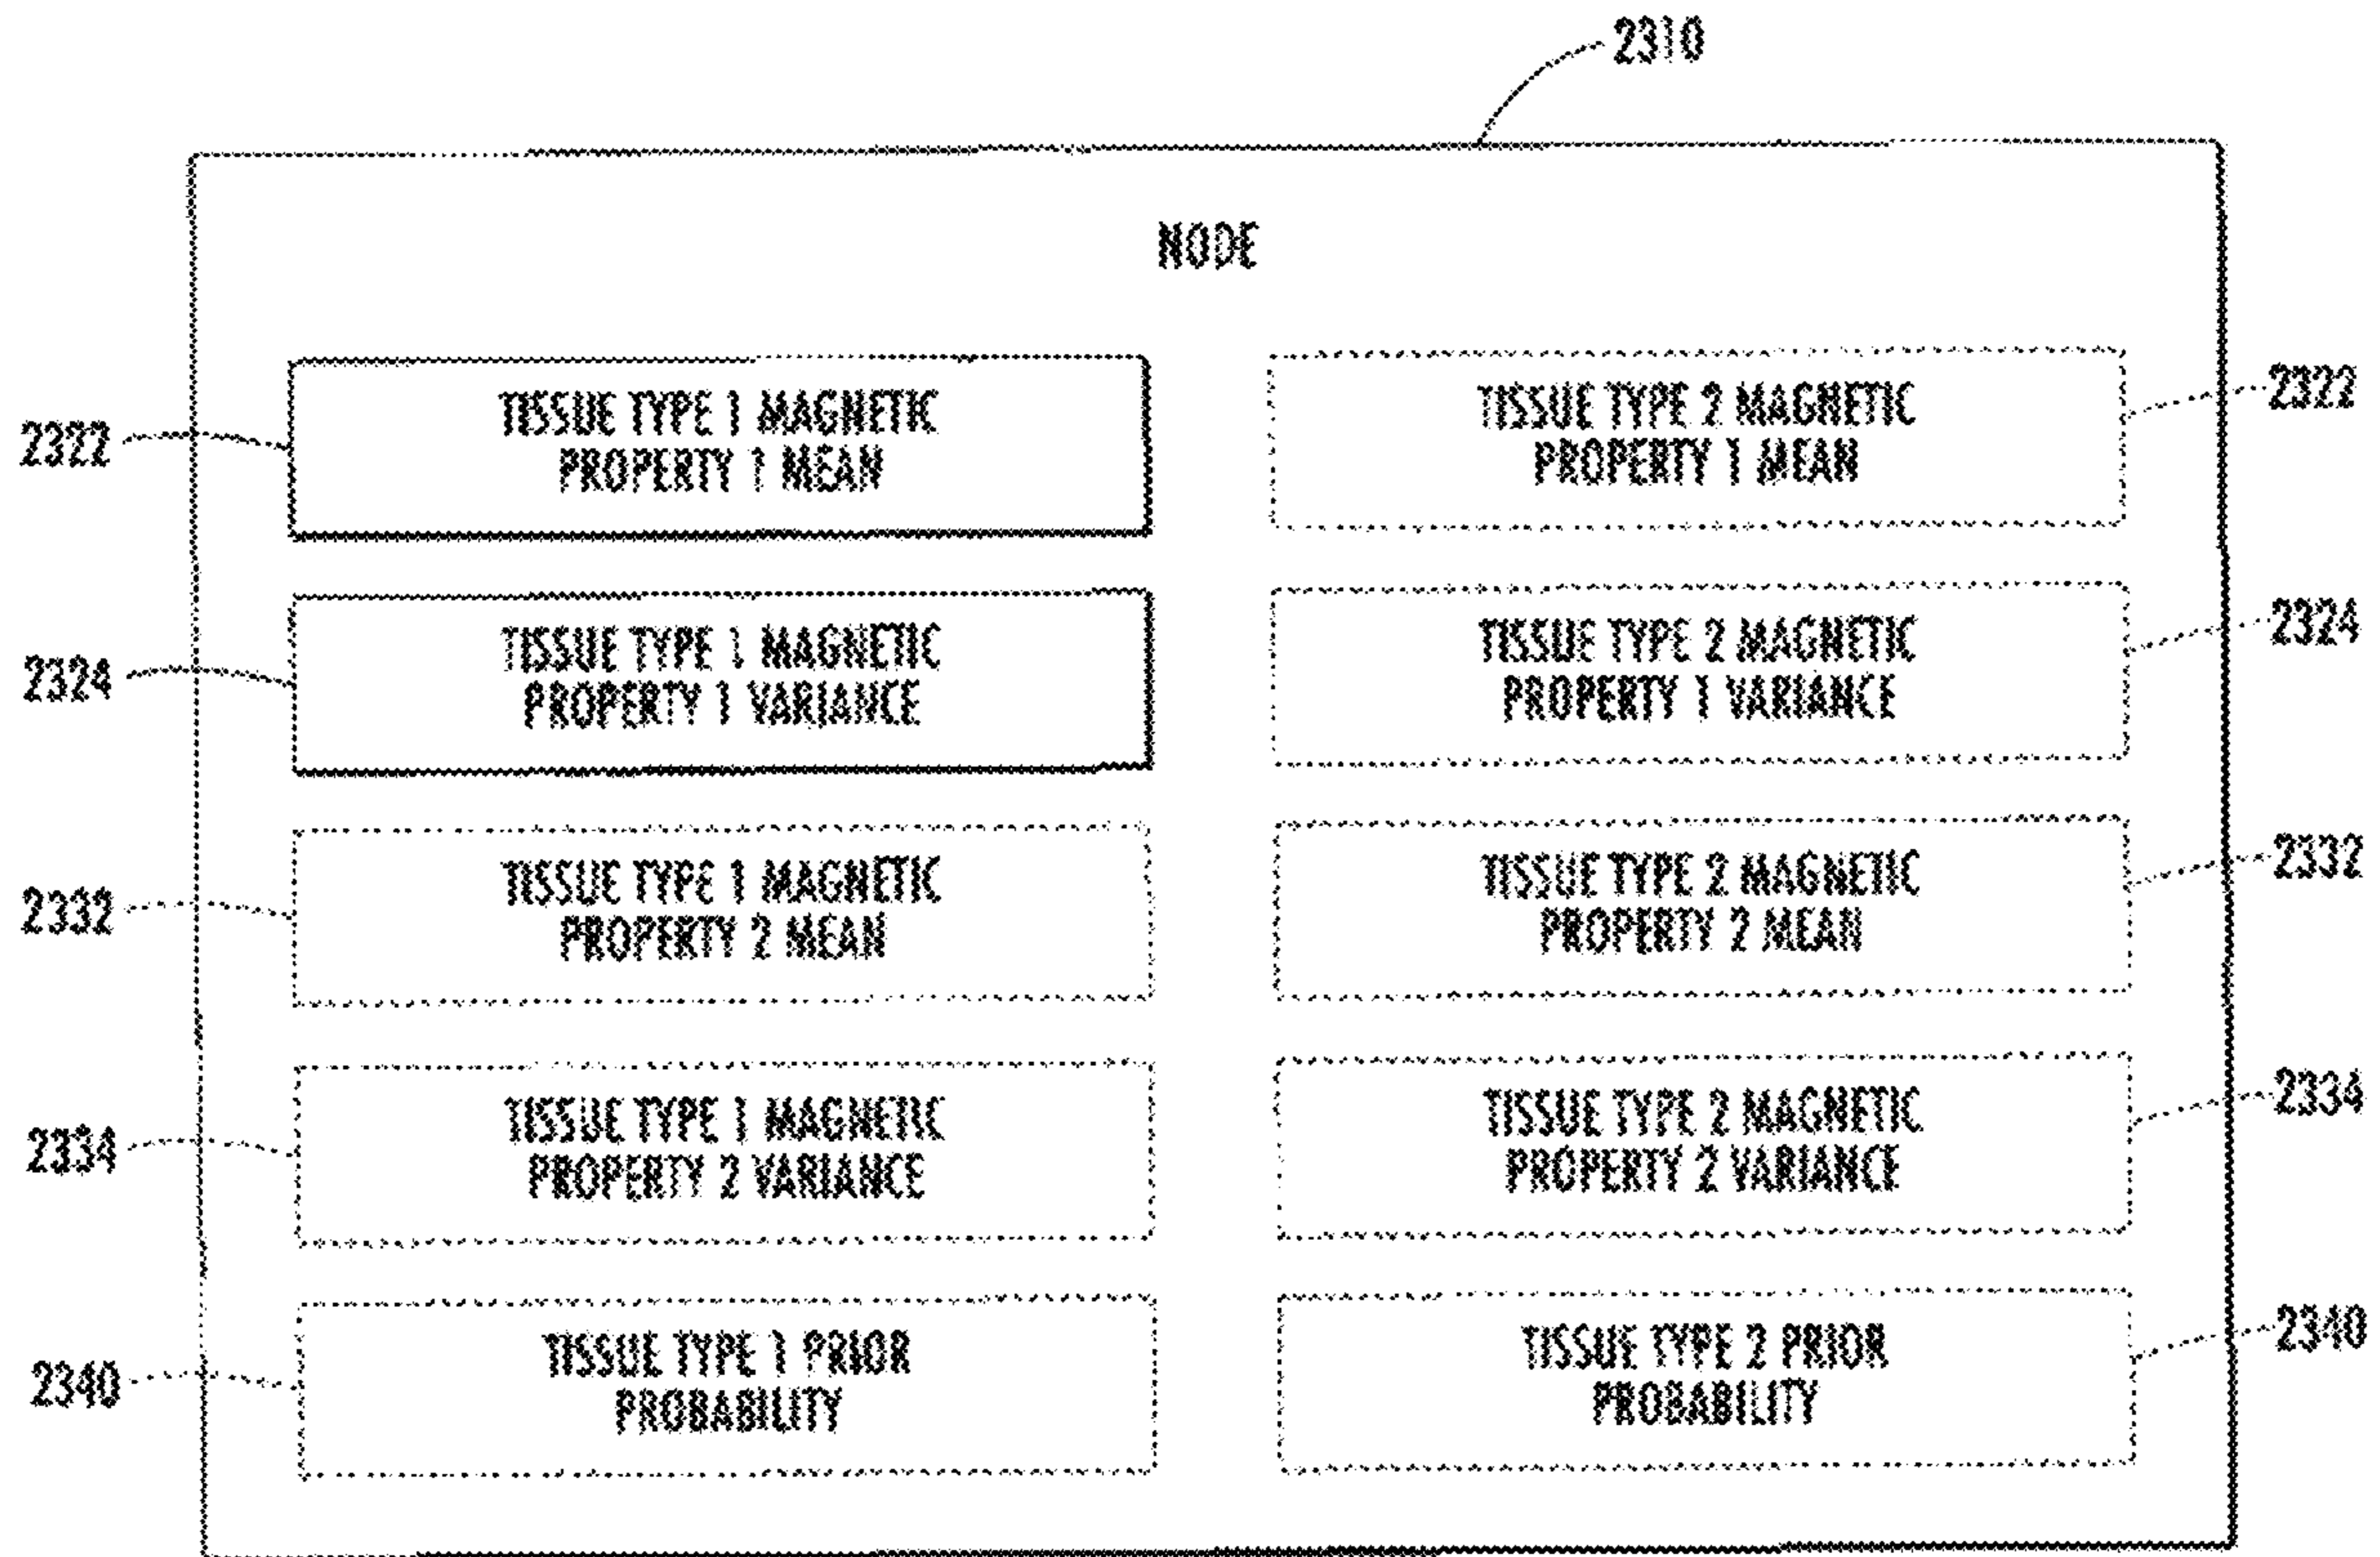 2310
NODE
2322
TISSUE TYPE 1 MAGNETIC
PROPERTY 1 MEAN
TISSUE TYPE 2 MAGNETIC
PROPERTY 1 MEAN
2322
2324
TISSUE TYPE 1 MAGNETIC
PROPERTY 1 VARIANCE
TISSUE TYPE 2 MAGNETIC
PROPERTY 1 VARIANCE
2324
2332
TISSUE TYPE 1 MAGNETIC
PROPERTY 2 MEAN
TISSUE TYPE 2 MAGNETIC
PROPERTY 2 MEAN
2332
2334
TISSUE TYPE 1 MAGNETIC
PROPERTY 2 VARIANCE
TISSUE TYPE 2 MAGNETIC
PROPERTY 2 VARIANCE
2334
2340
TISSUE TYPE 1 PRIOR
PROBABILITY
TISSUE TYPE 2 PRIOR
PROBABILITY
2340